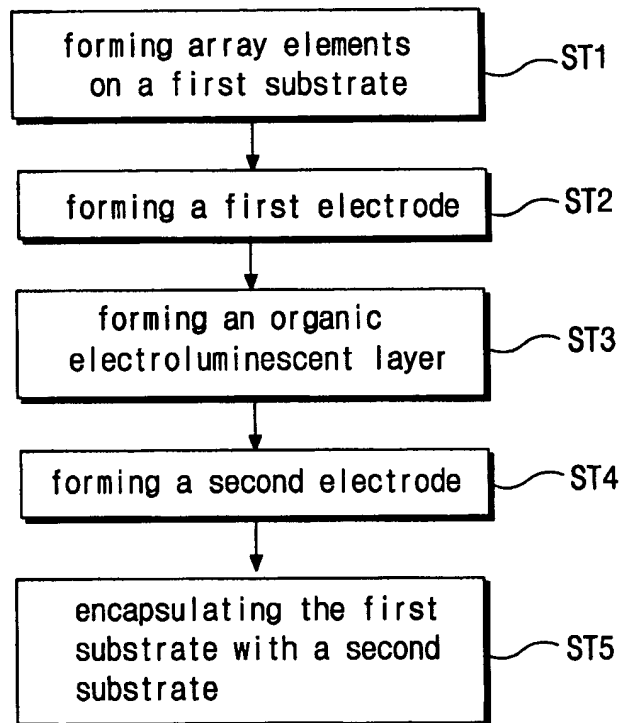 forming array elements
on a first substrate
ST1
forming a first electrode
ST2
forming an organic
electroluminescent layer
ST3
forming a second electrode
ST4
encapsulating the first
substrate with a second
substrate
ST5